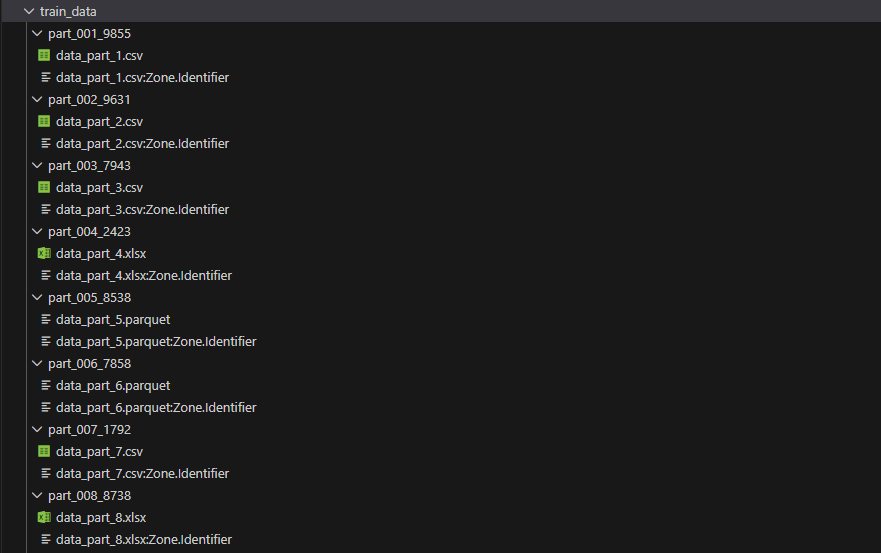 train_data
part_001_9855
data_part_1.csv
data_part_1.csv:Zone.Identifier
part_002_9631
data_part_2.csv
data_part_2.csv:Zone.Identifier
part_003_7943
data_part_3.csv
data_part_3.csv:Zone.Identifier
part_004_2423
data_part_4.xlsx
data_part_4.xlsx:Zone.Identifier
part_005_8538
data_part_5.parquet
data_part_5.parquet:Zone.Identifier
part_006_7858
data_part_6.parquet
data_part_6.parquet:Zone.Identifier
part_007_1792
data_part_7.csv
data_part_7.csv:Zone.Identifier
part_008_8738
data_part_8.xlsx
data_part_8.xlsx:Zone.Identifier